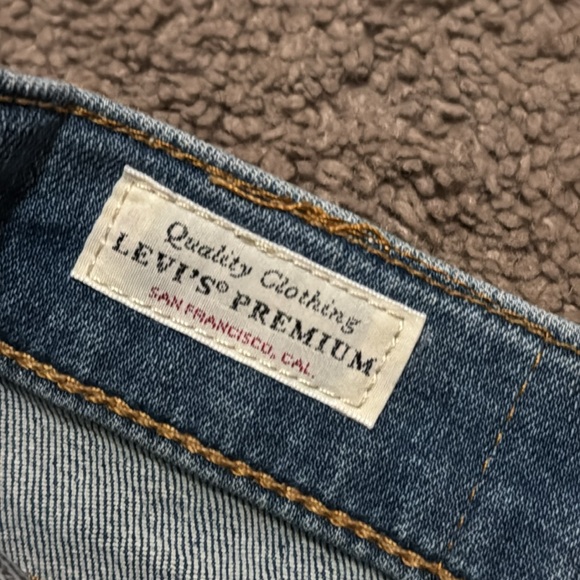 Quality Clothing
LEVI'S® PREMIUM
SAN FRANCISCO, CAL.